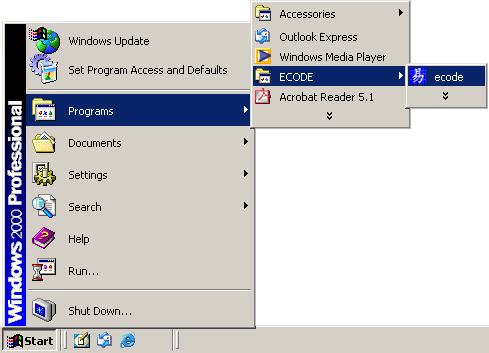 Windows Update
Set Program Access and Defaults
Programs
Documents
Settings
Search
Help
Run...
Shut Down...
Windows 2000 Professional
Start
Accessories
Outlook Express
Windows Media Player
ECODE
Acrobat Reader 5.1
易 ecode